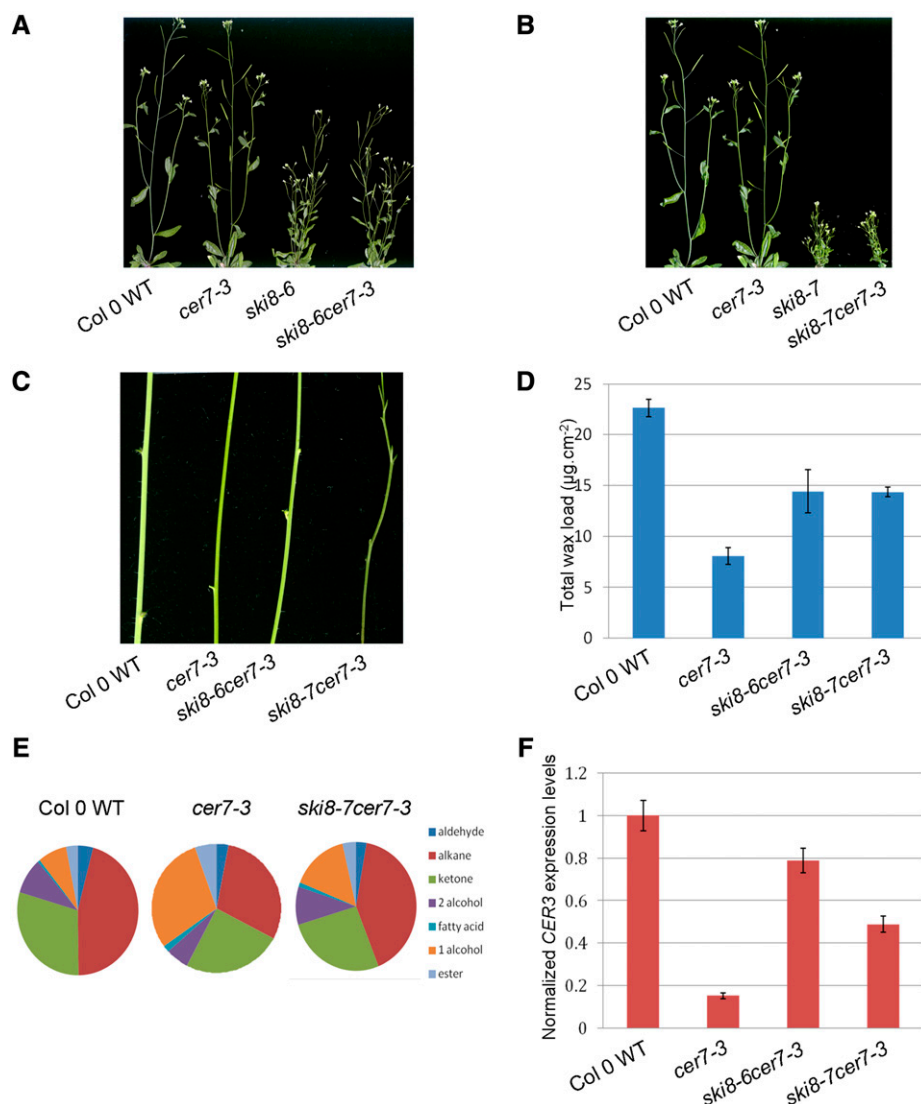 A
Col 0 WT
cer7-3
ski8-6
ski8-6cer7-3
B
Col 0 WT
cer7-3
ski8-7
ski8-7cer7-3
C
Col 0 WT
cer7-3
ski8-6cer7-3
ski8-7cer7-3
D
Total wax load (µg.cm-2)
25
20
15
10
5
0
Col 0 WT
cer7-3
ski8-6cer7-3
ski8-7cer7-3
E
Col 0 WT
cer7-3
ski8-7cer7-3
aldehyde
alkane
ketone
2 alcohol
fatty acid
1 alcohol
ester
F
Normalized CER3 expression levels
1.2
1
0.8
0.6
0.4
0.2
0
Col 0 WT
cer7-3
ski8-6cer7-3
ski8-7cer7-3